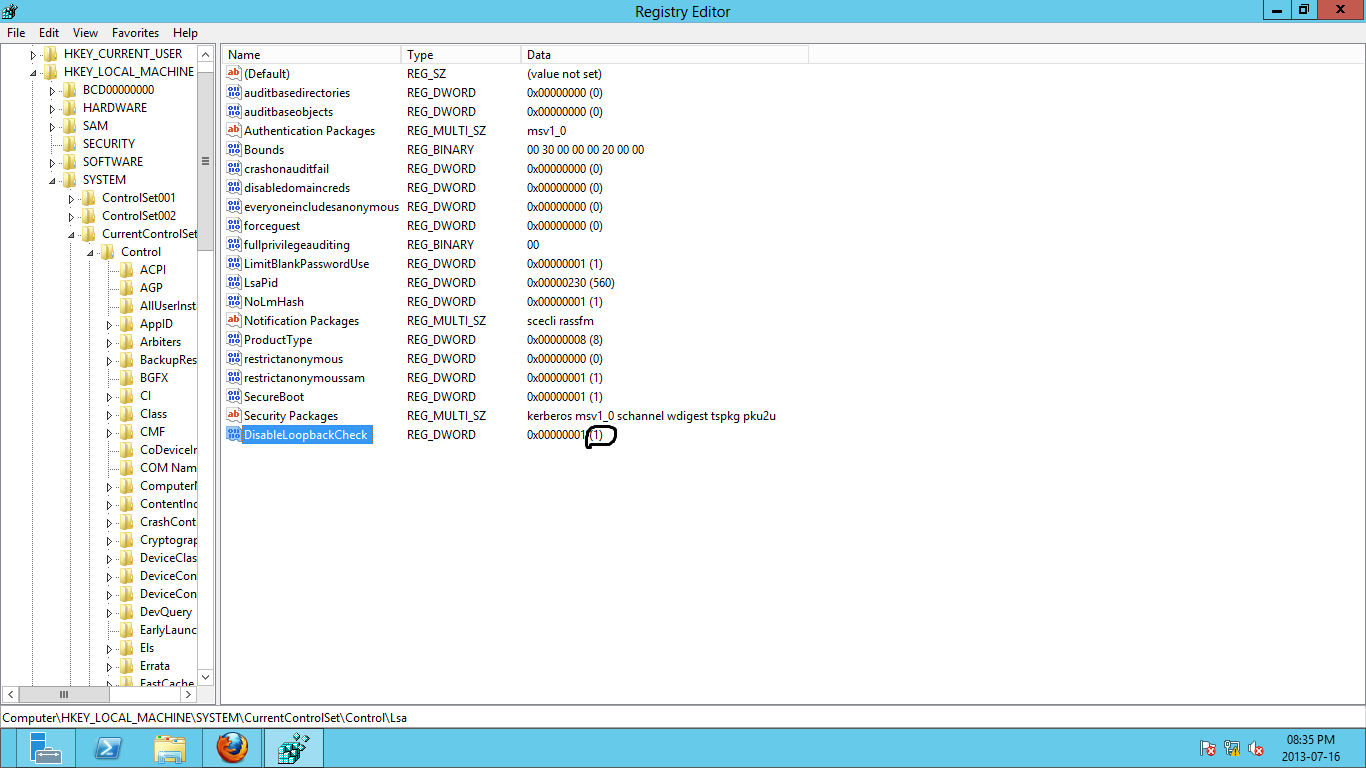 Registry Editor
File Edit View Favorites Help
HKEY_CURRENT_USER
HKEY_LOCAL_MACHINE
BCD00000000
HARDWARE
SAM
SECURITY
SOFTWARE
SYSTEM
ControlSet001
ControlSet002
CurrentControlSet
Control
ACPI
AGP
AllUserInst
AppID
Arbiters
BackupRes
BGFX
CI
Class
CMF
CoDeviceIn
COM Nam
ComputerN
ContentInd
CrashCont
Cryptograp
DeviceClas
DeviceCon
DeviceCon
DevQuery
EarlyLaunc
Els
Errata
FastCache
Name Type Data
(Default) REG_SZ (value not set)
auditbasedirectories REG_DWORD 0x00000000 (0)
auditbaseobjects REG_DWORD 0x00000000 (0)
Authentication Packages REG_MULTI_SZ msv1_0
Bounds REG_BINARY 00 30 00 00 00 20 00 00
crashonauditfail REG_DWORD 0x00000000 (0)
disabledomaincreds REG_DWORD 0x00000000 (0)
everyoneincludesanonymous REG_DWORD 0x00000000 (0)
forceguest REG_DWORD 0x00000000 (0)
fullprivilegeauditing REG_BINARY 00
LimitBlankPasswordUse REG_DWORD 0x00000001 (1)
LsaPid REG_DWORD 0x00000230 (560)
NoLmHash REG_DWORD 0x00000001 (1)
Notification Packages REG_MULTI_SZ scecli rassfm
ProductType REG_DWORD 0x00000008 (8)
restrictanonymous REG_DWORD 0x00000000 (0)
restrictanonymoussam REG_DWORD 0x00000001 (1)
SecureBoot REG_DWORD 0x00000001 (1)
Security Packages REG_MULTI_SZ kerberos msv1_0 schannel wdigest tspkg pku2u
DisableLoopbackCheck REG_DWORD 0x00000001 (1)
Computer\HKEY_LOCAL_MACHINE\SYSTEM\CurrentControlSet\Control\Lsa
08:35 PM
2013-07-16